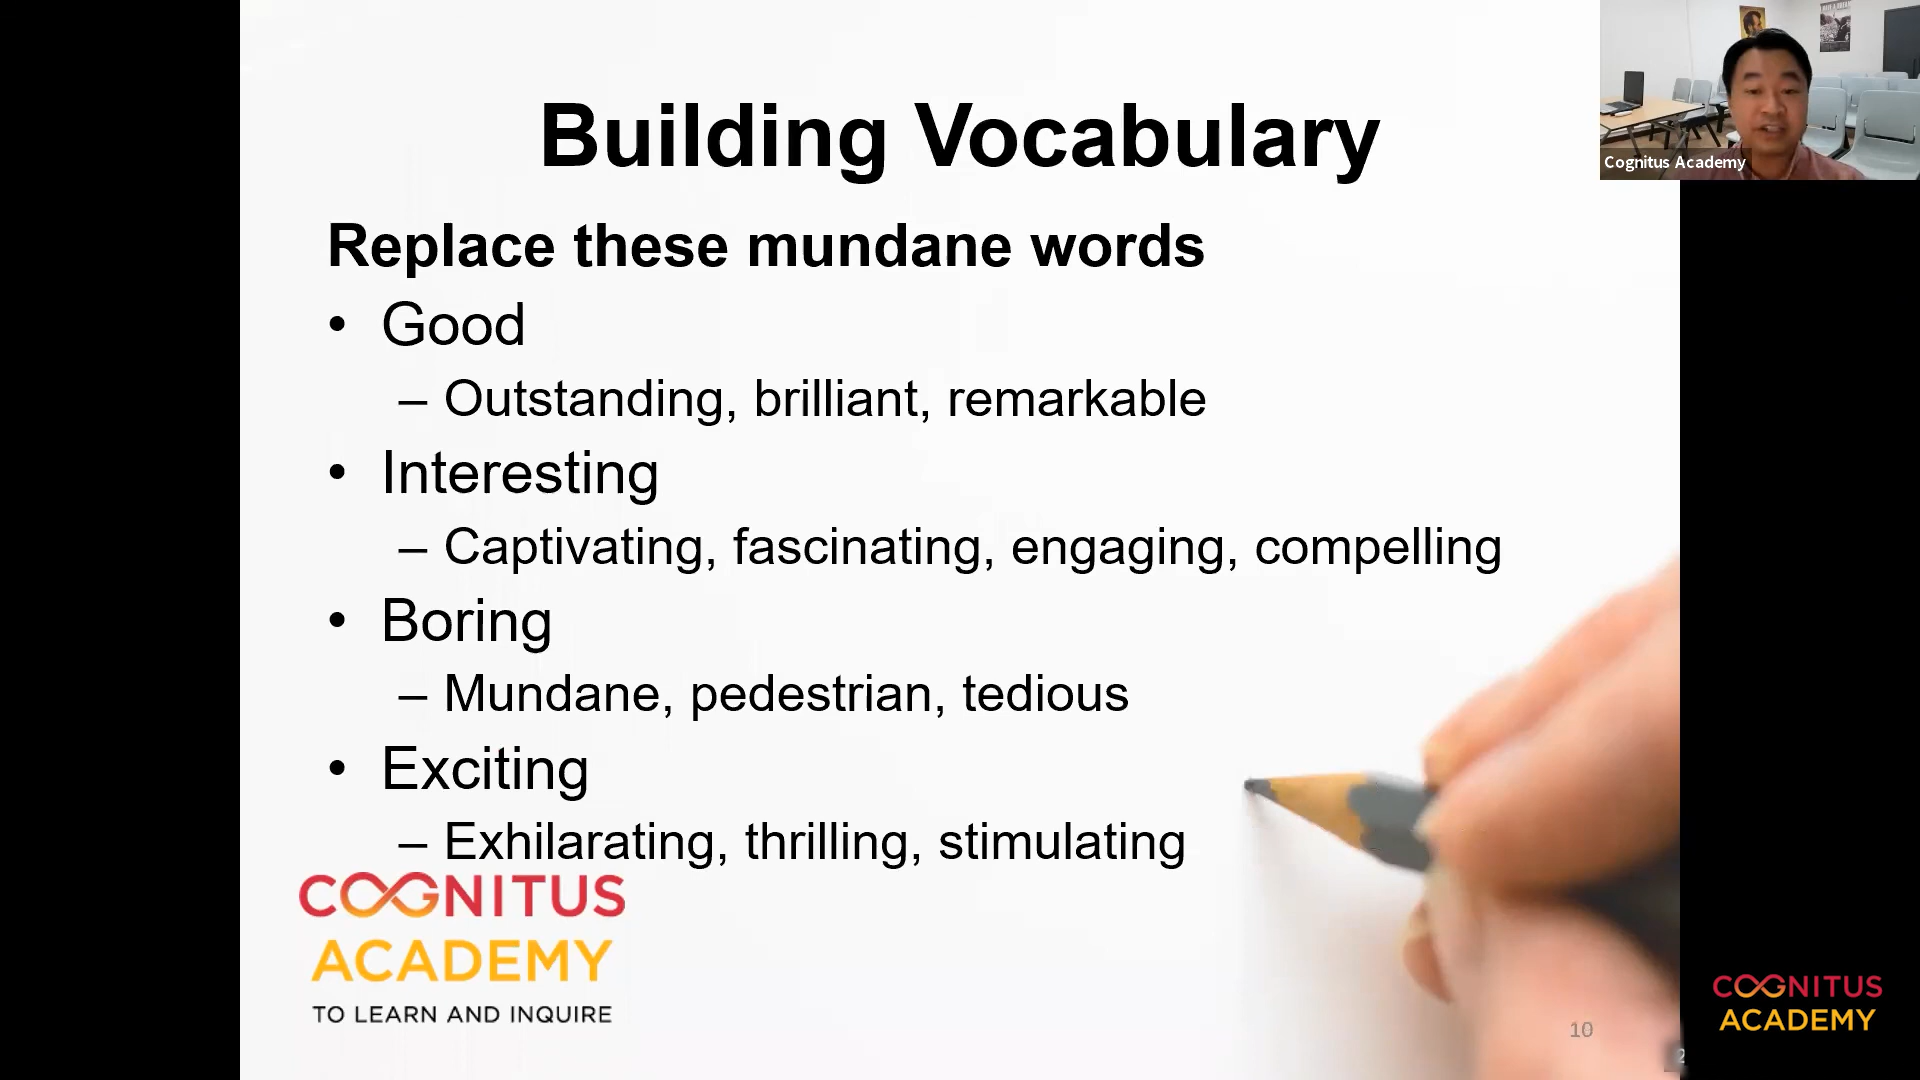 Building Vocabulary
Cognitus Academy
Replace these mundane words
• Good
– Outstanding, brilliant, remarkable
• Interesting
– Captivating, fascinating, engaging, compelling
• Boring
– Mundane, pedestrian, tedious
• Exciting
– Exhilarating, thrilling, stimulating
COGNITUS
ACADEMY
TO LEARN AND INQUIRE
10
2
COGNITUS
ACADEMY